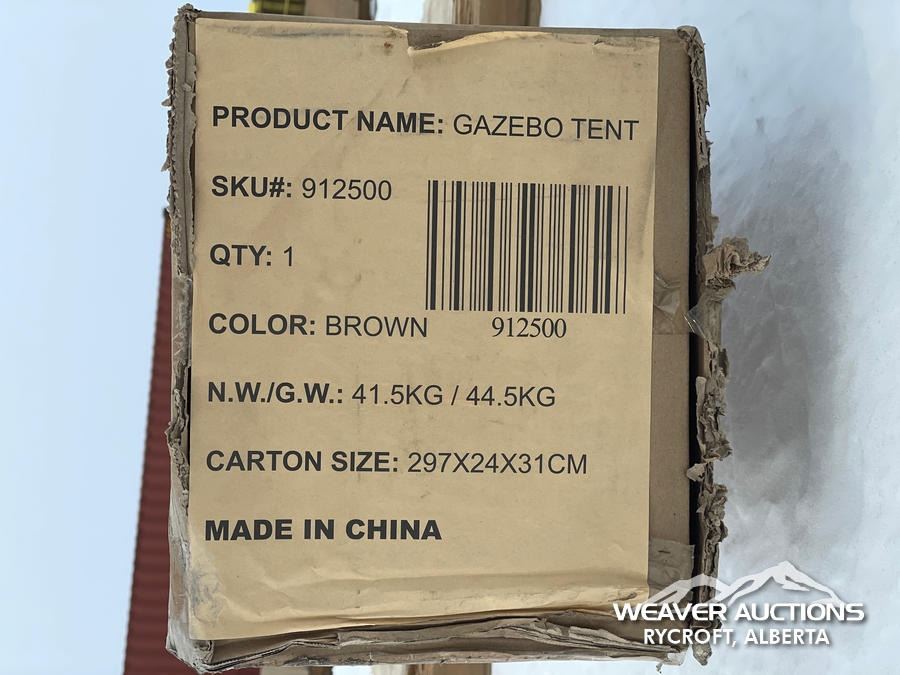 PRODUCT NAME: GAZEBO TENT
SKU#: 912500
QTY: 1
COLOR: BROWN
912500
N.W./G.W.: 41.5KG / 44.5KG
CARTON SIZE: 297X24X31CM
MADE IN CHINA
WEAVER AUCTIONS
RYCROFT, ALBERTA